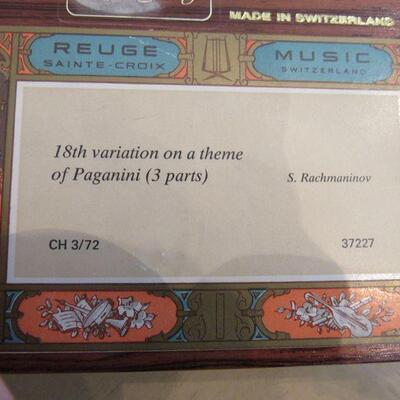 MADE IN SWITZERLAND
REUGE MUSIC
SAINTE-CROIX SWITZERLAND
18th variation on a theme
of Paganini (3 parts) S. Rachmaninov
CH 3/72 37227